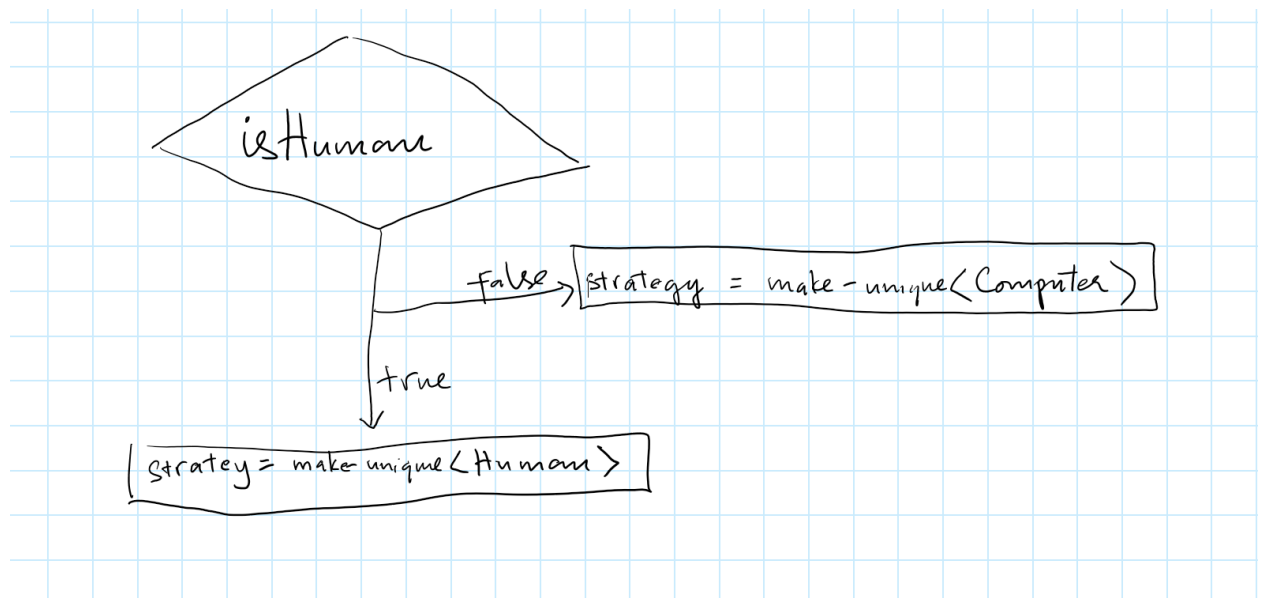 isHuman
false
strategy = make-unique<Computer>
true
stratey = make-unique<Human>